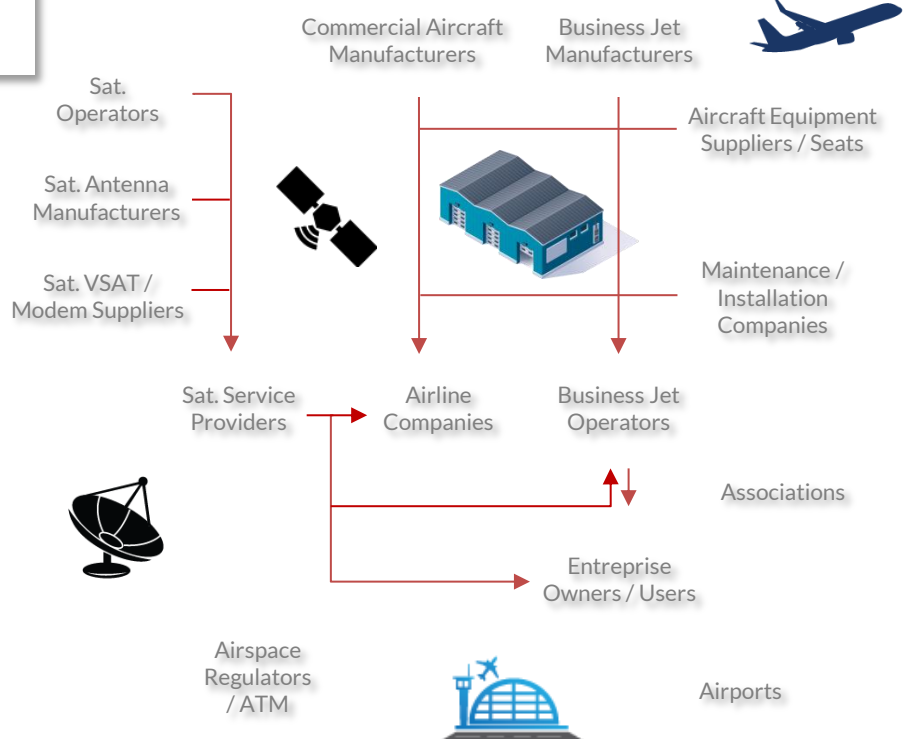 Commercial Aircraft
Manufacturers
Business Jet
Manufacturers
Sat.
Operators
Aircraft Equipment
Suppliers / Seats
Sat. Antenna
Manufacturers
Sat. VSAT /
Modem Suppliers
Maintenance /
Installation
Companies
Sat. Service
Providers
Airline
Companies
Business Jet
Operators
Associations
Entreprise
Owners / Users
Airspace
Regulators
/ ATM
Airports